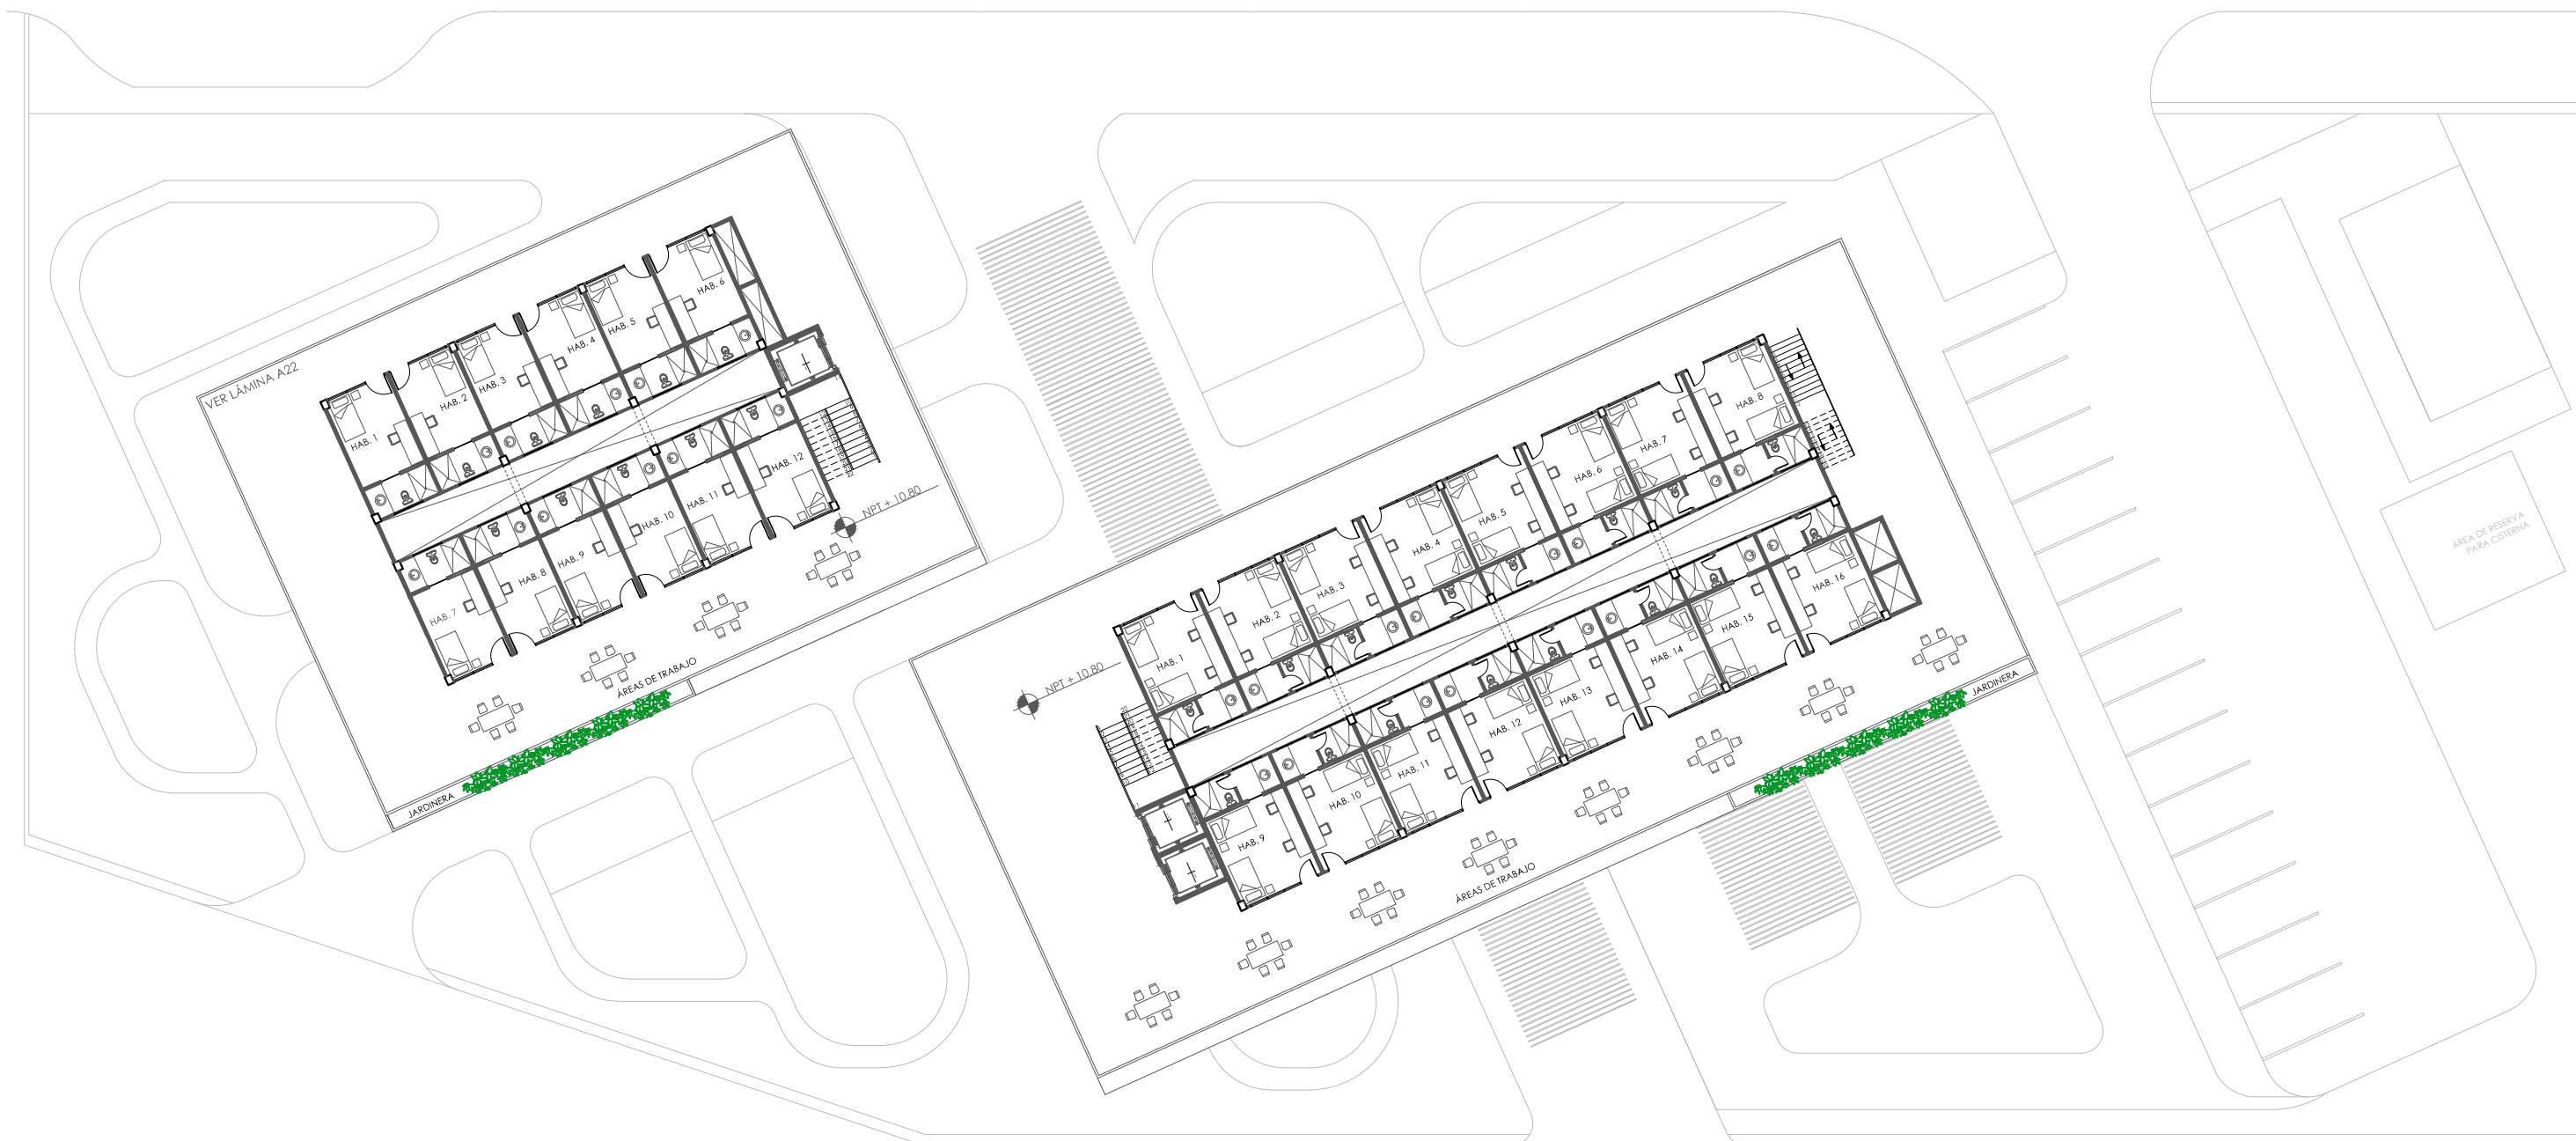 VER LÁMINA A22
HAB. 1
HAB. 2
HAB. 3
HAB. 4
HAB. 5
HAB. 6
HAB. 7
HAB. 8
HAB. 9
HAB. 10
HAB. 11
HAB. 12
NPT + 10.80
ÁREAS DE TRABAJO
JARDINERA
NPT + 10.80
HAB. 1
HAB. 2
HAB. 3
HAB. 4
HAB. 5
HAB. 6
HAB. 7
HAB. 8
HAB. 9
HAB. 10
HAB. 11
HAB. 12
HAB. 13
HAB. 14
HAB. 15
HAB. 16
ÁREAS DE TRABAJO
JARDINERA
ÁREA DE RESERVA
PARA CISTERNA